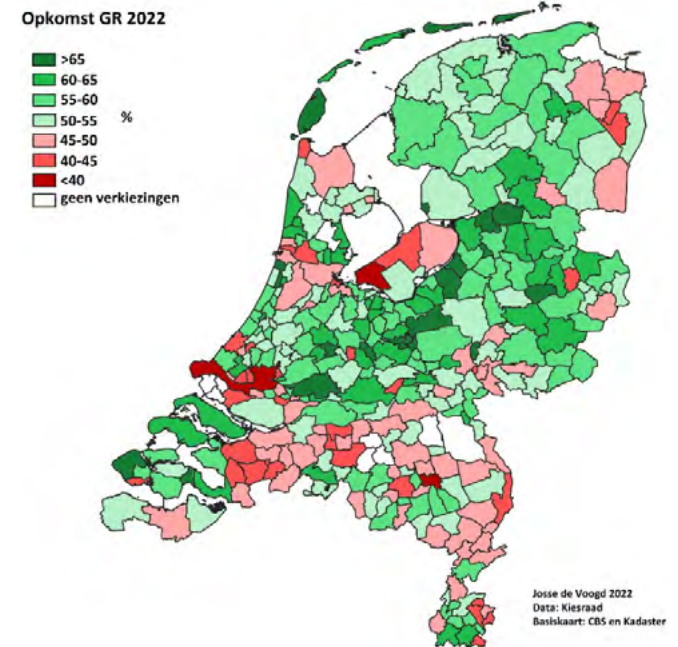 Opkomst GR 2022
>65
60-65
55-60
50-55
%
45-50
40-45
<40
geen verkiezingen
Josse de Voogd 2022
Data: Kiesraad
Basiskaart: CBS en Kadaster